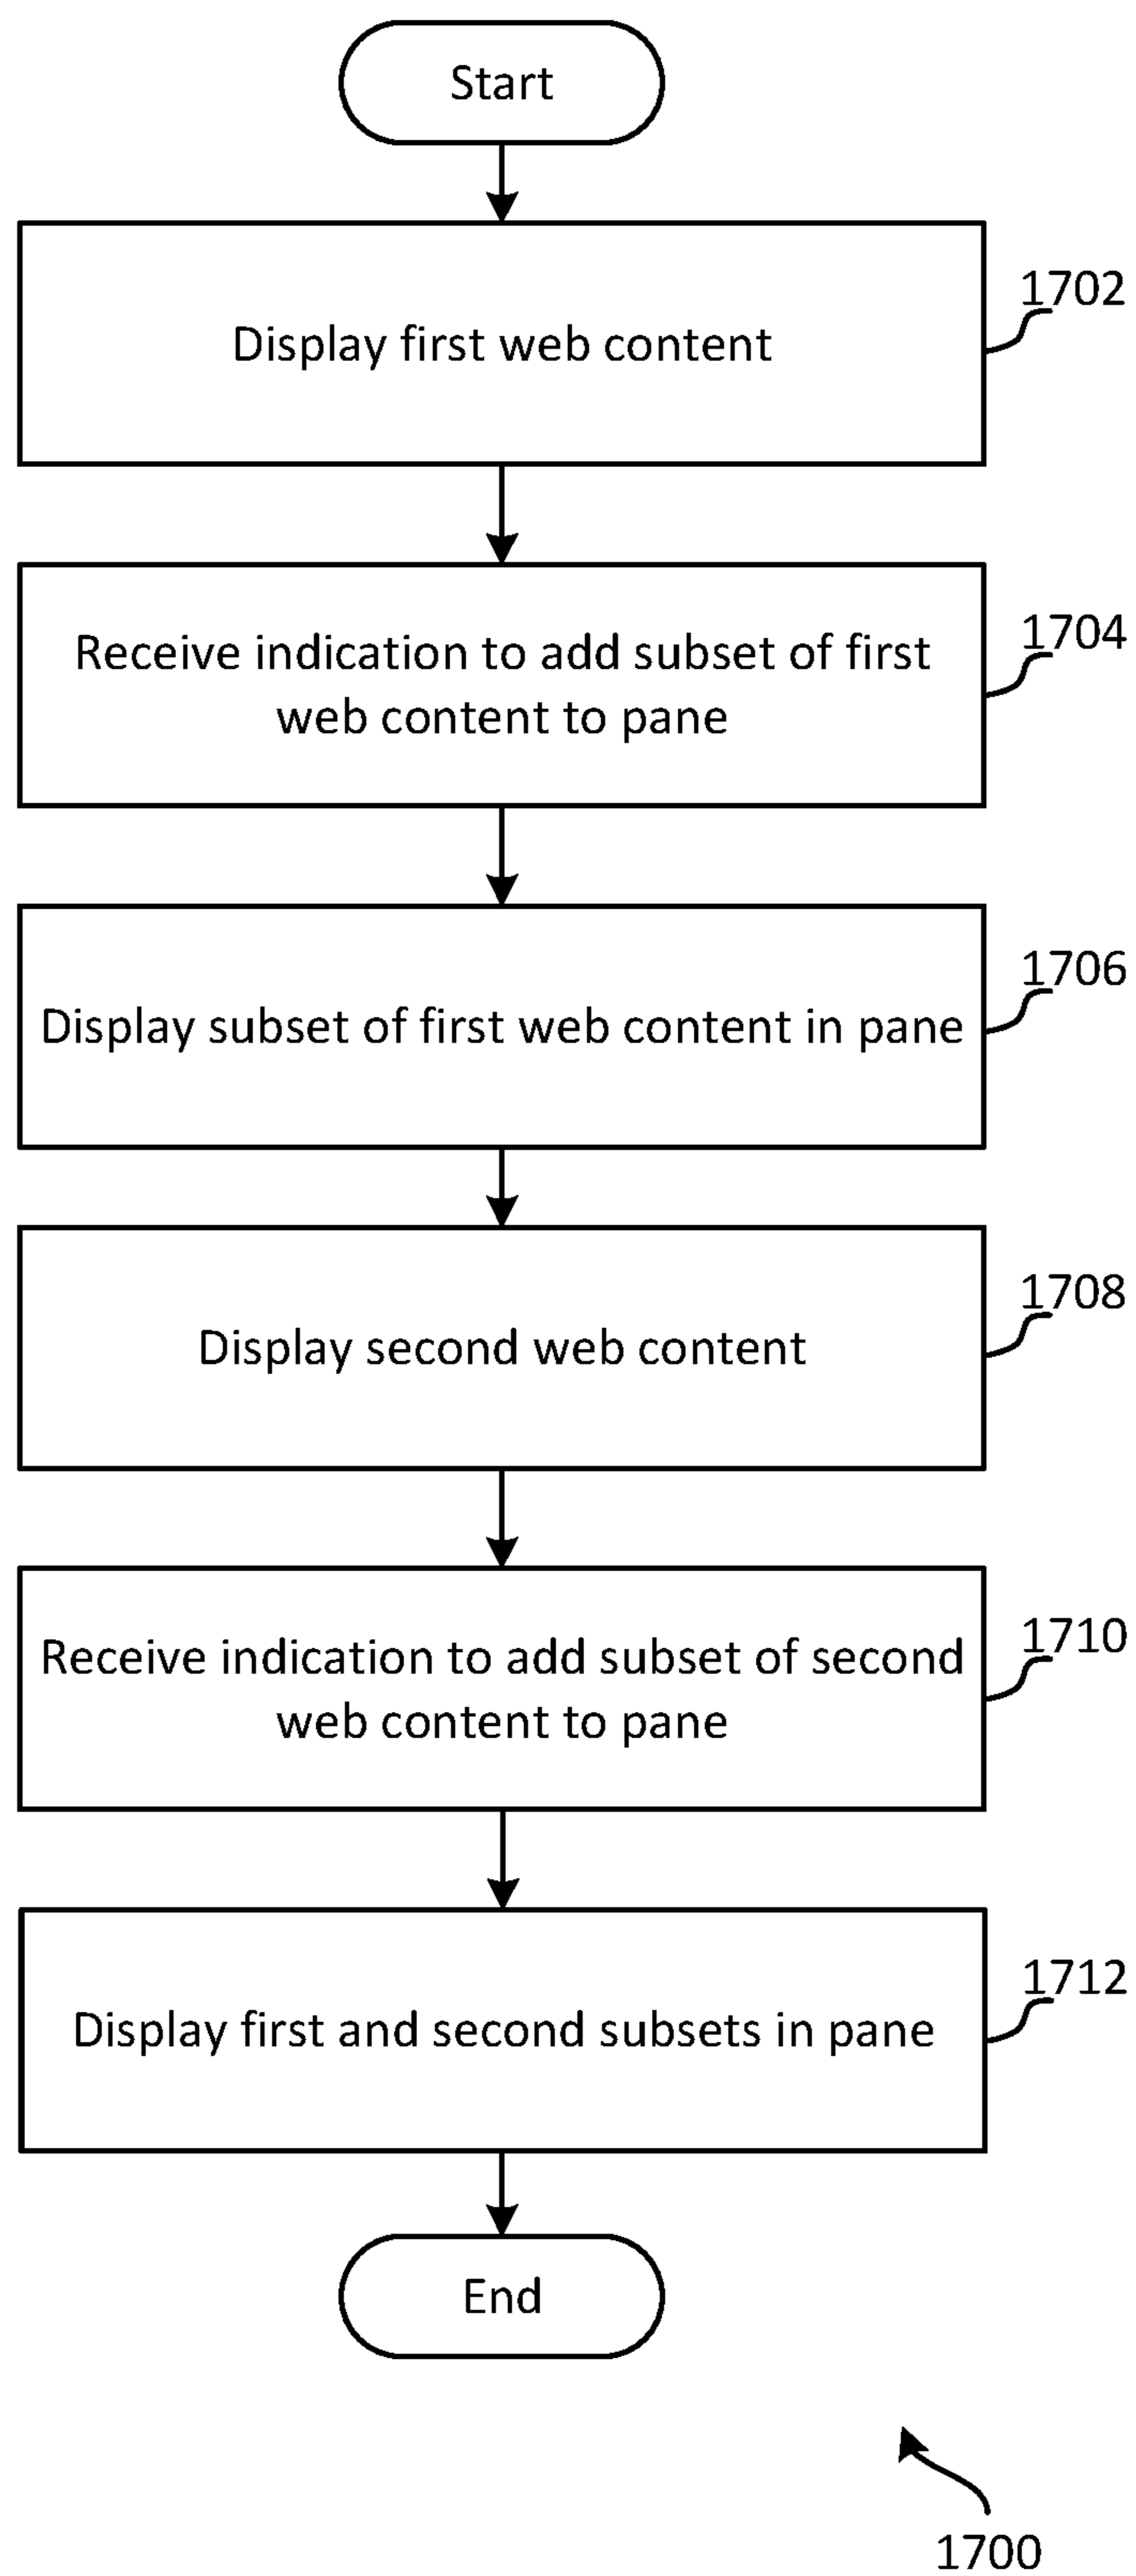 Start
Display first web content
1702
Receive indication to add subset of first
web content to pane
1704
Display subset of first web content in pane
1706
Display second web content
1708
Receive indication to add subset of second
web content to pane
1710
Display first and second subsets in pane
1712
End
1700